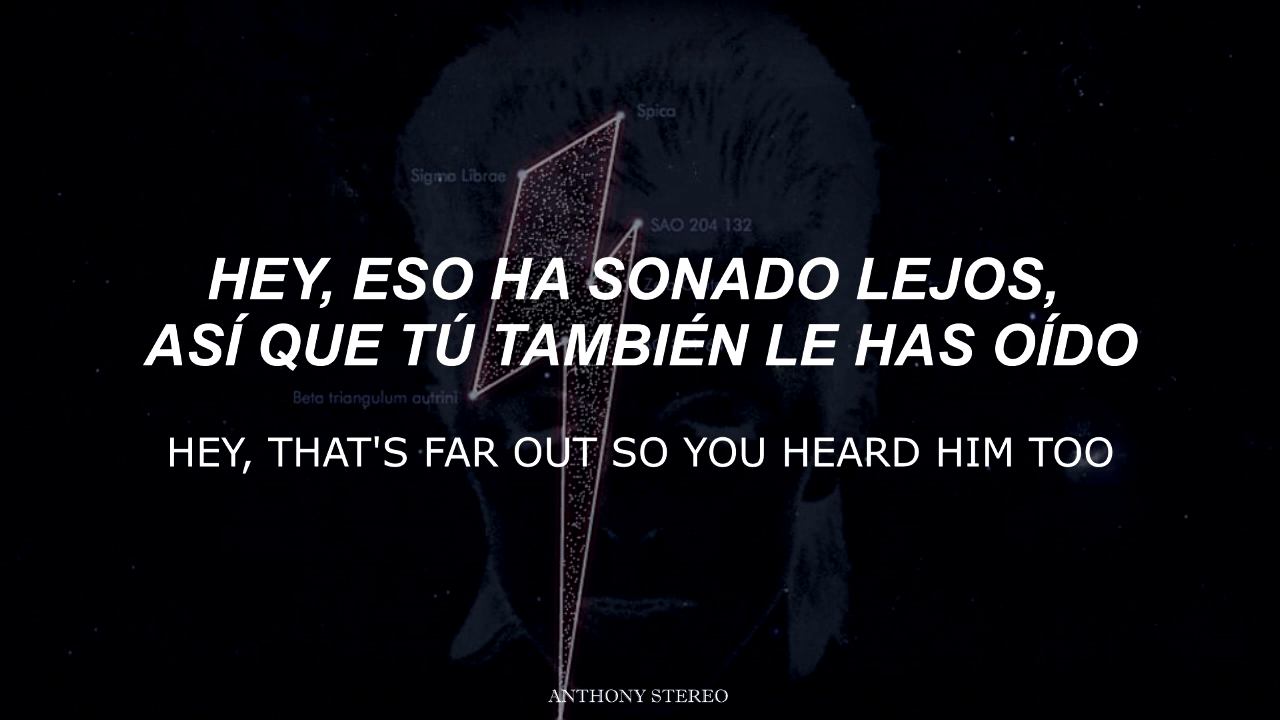 Spica
Sigma Librae
SAO 204 132
HEY, ESO HA SONADO LEJOS,
ASÍ QUE TÚ TAMBIÉN LE HAS OÍDO
Beta triangulum autrini
HEY, THAT'S FAR OUT SO YOU HEARD HIM TOO
ANTHONY STEREO